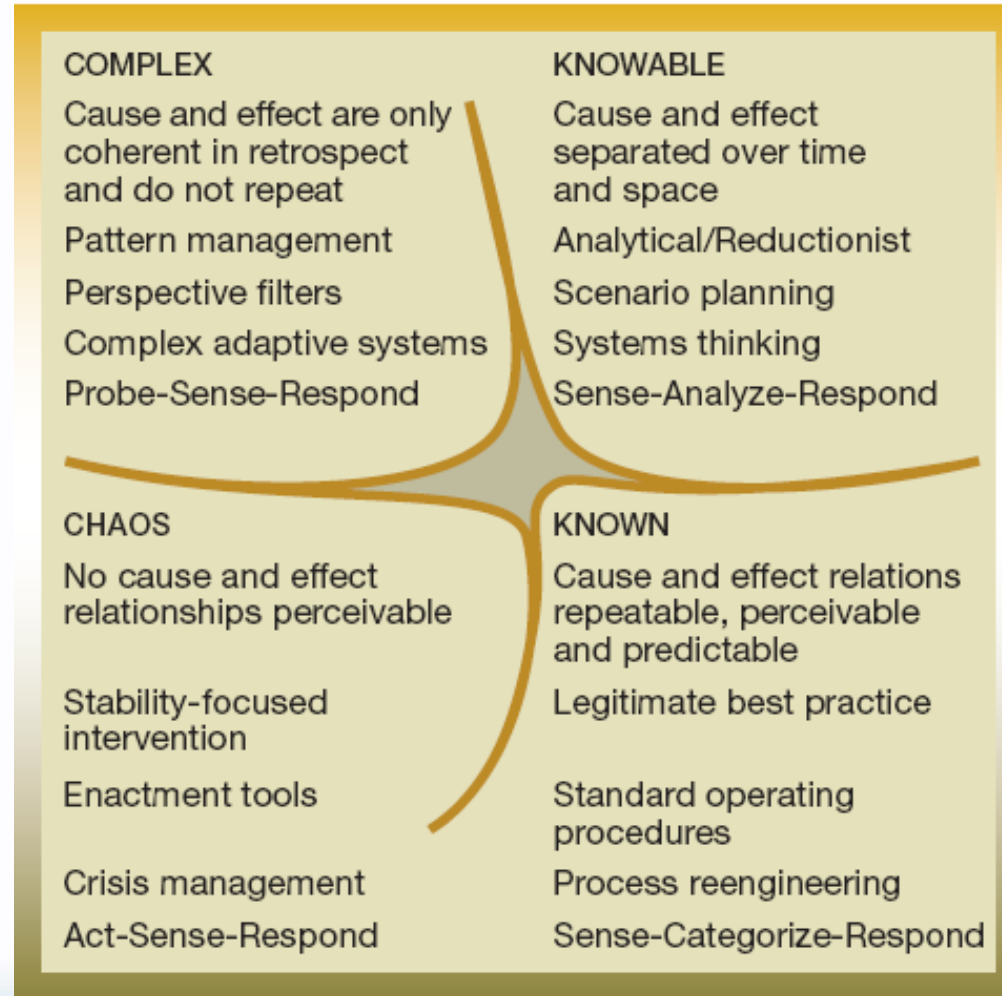 COMPLEX
Cause and effect are only
coherent in retrospect
and do not repeat
Pattern management
Perspective filters
Complex adaptive systems
Probe-Sense-Respond
KNOWABLE
Cause and effect
separated over time
and space
Analytical/Reductionist
Scenario planning
Systems thinking
Sense-Analyze-Respond
CHAOS
No cause and effect
relationships perceivable
Stability-focused
intervention
Enactment tools
Crisis management
Act-Sense-Respond
KNOWN
Cause and effect relations
repeatable, perceivable
and predictable
Legitimate best practice
Standard operating
procedures
Process reengineering
Sense-Categorize-Respond